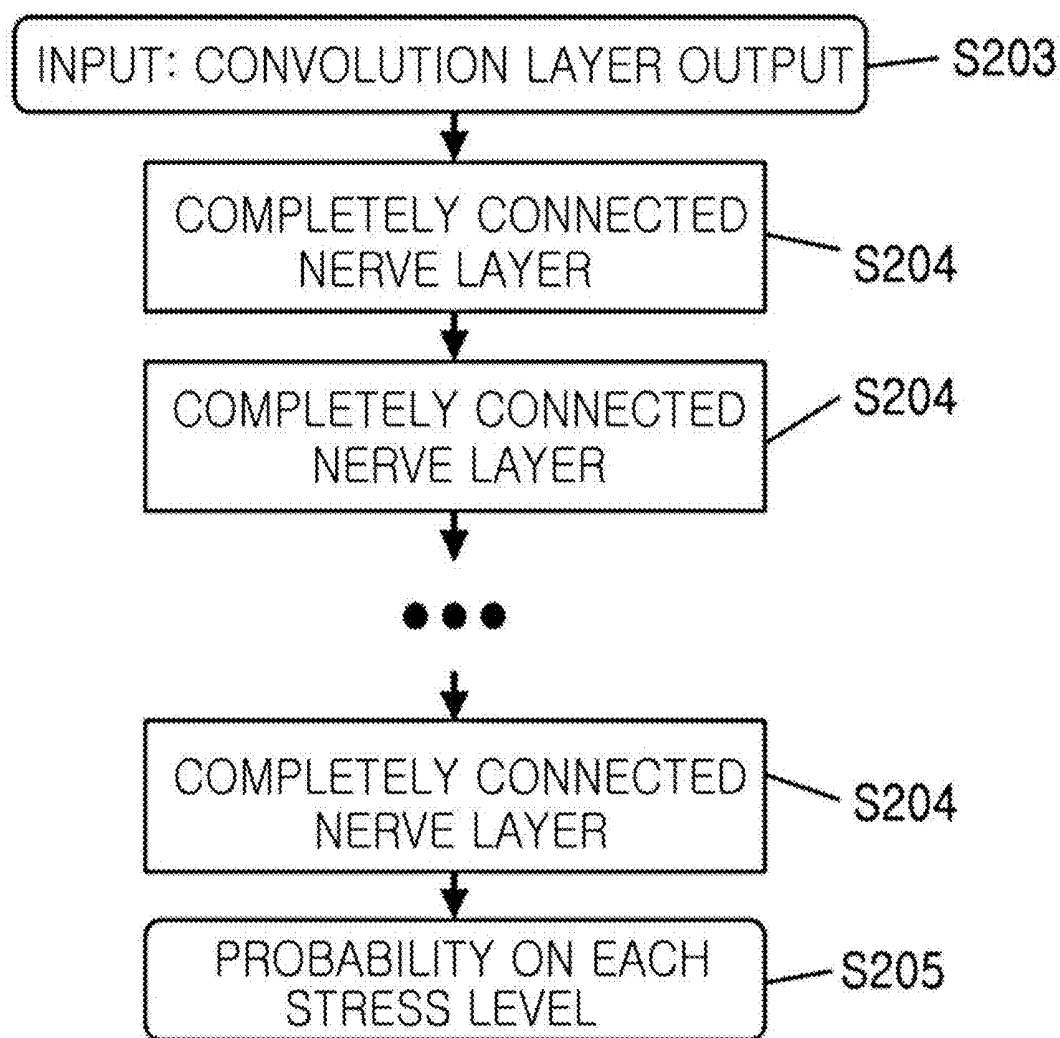 INPUT: CONVOLUTION LAYER OUTPUT
S203
COMPLETELY CONNECTED
NERVE LAYER
S204
COMPLETELY CONNECTED
NERVE LAYER
S204
COMPLETELY CONNECTED
NERVE LAYER
S204
PROBABILITY ON EACH
STRESS LEVEL
S205